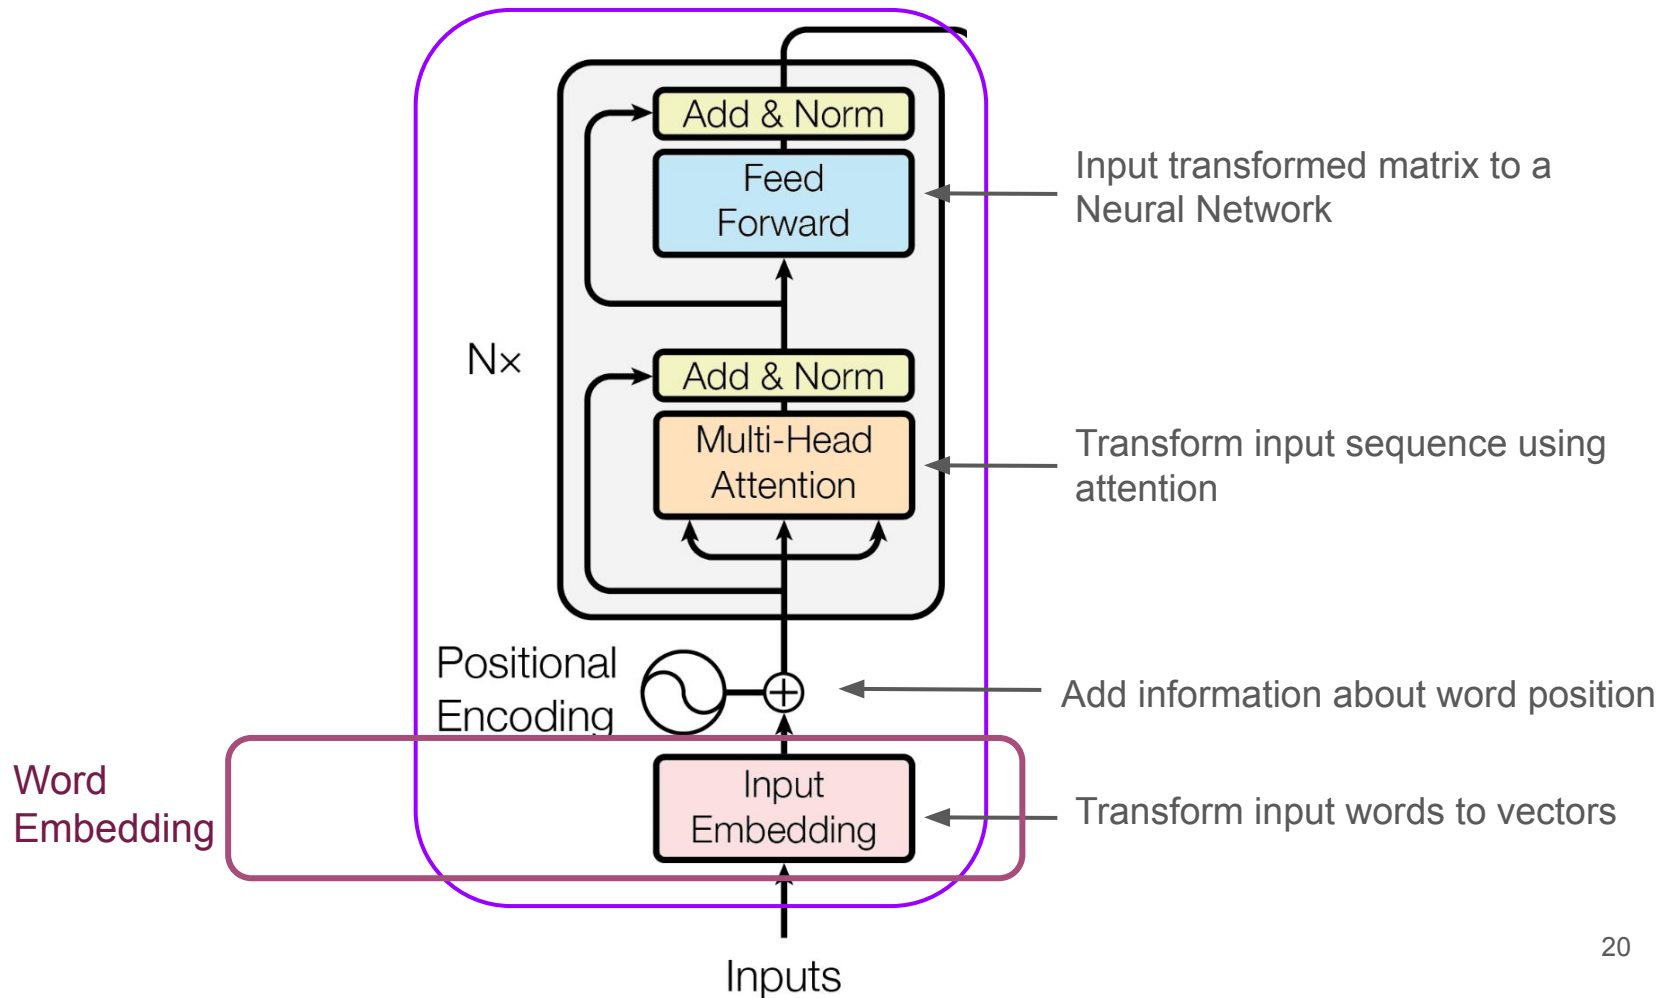 Add & Norm
Feed
Forward
Input transformed matrix to a
Neural Network
N×
Add & Norm
Multi-Head
Attention
Transform input sequence using
attention
Positional
Encoding
Add information about word position
Word
Embedding
Input
Embedding
Transform input words to vectors
Inputs
20